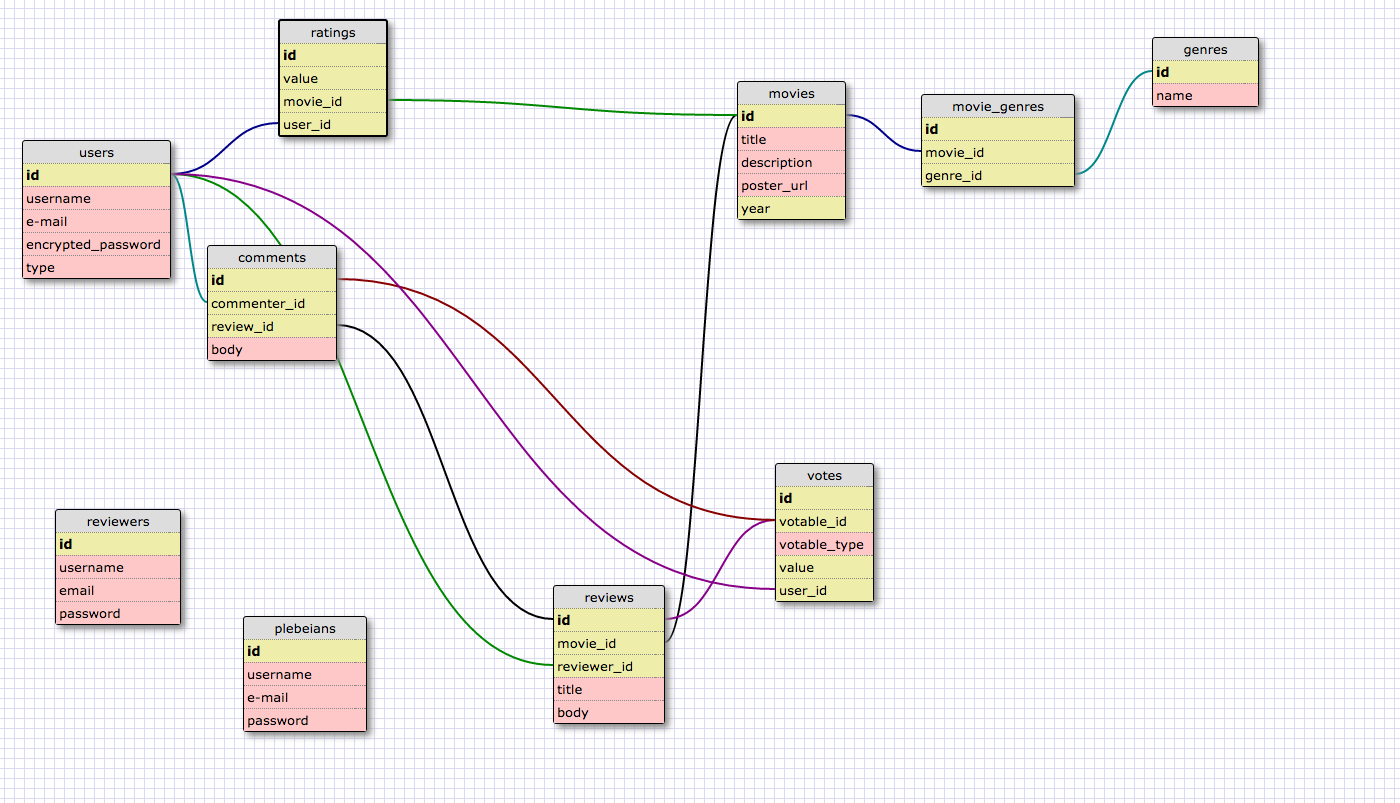 ratings
id
value
movie_id
user_id
genres
id
name
movies
id
title
description
poster_url
year
movie_genres
id
movie_id
genre_id
users
id
username
e-mail
encrypted_password
type
comments
id
commenter_id
review_id
body
votes
id
votable_id
votable_type
value
user_id
reviewers
id
username
email
password
reviews
id
movie_id
reviewer_id
title
body
plebeians
id
username
e-mail
password